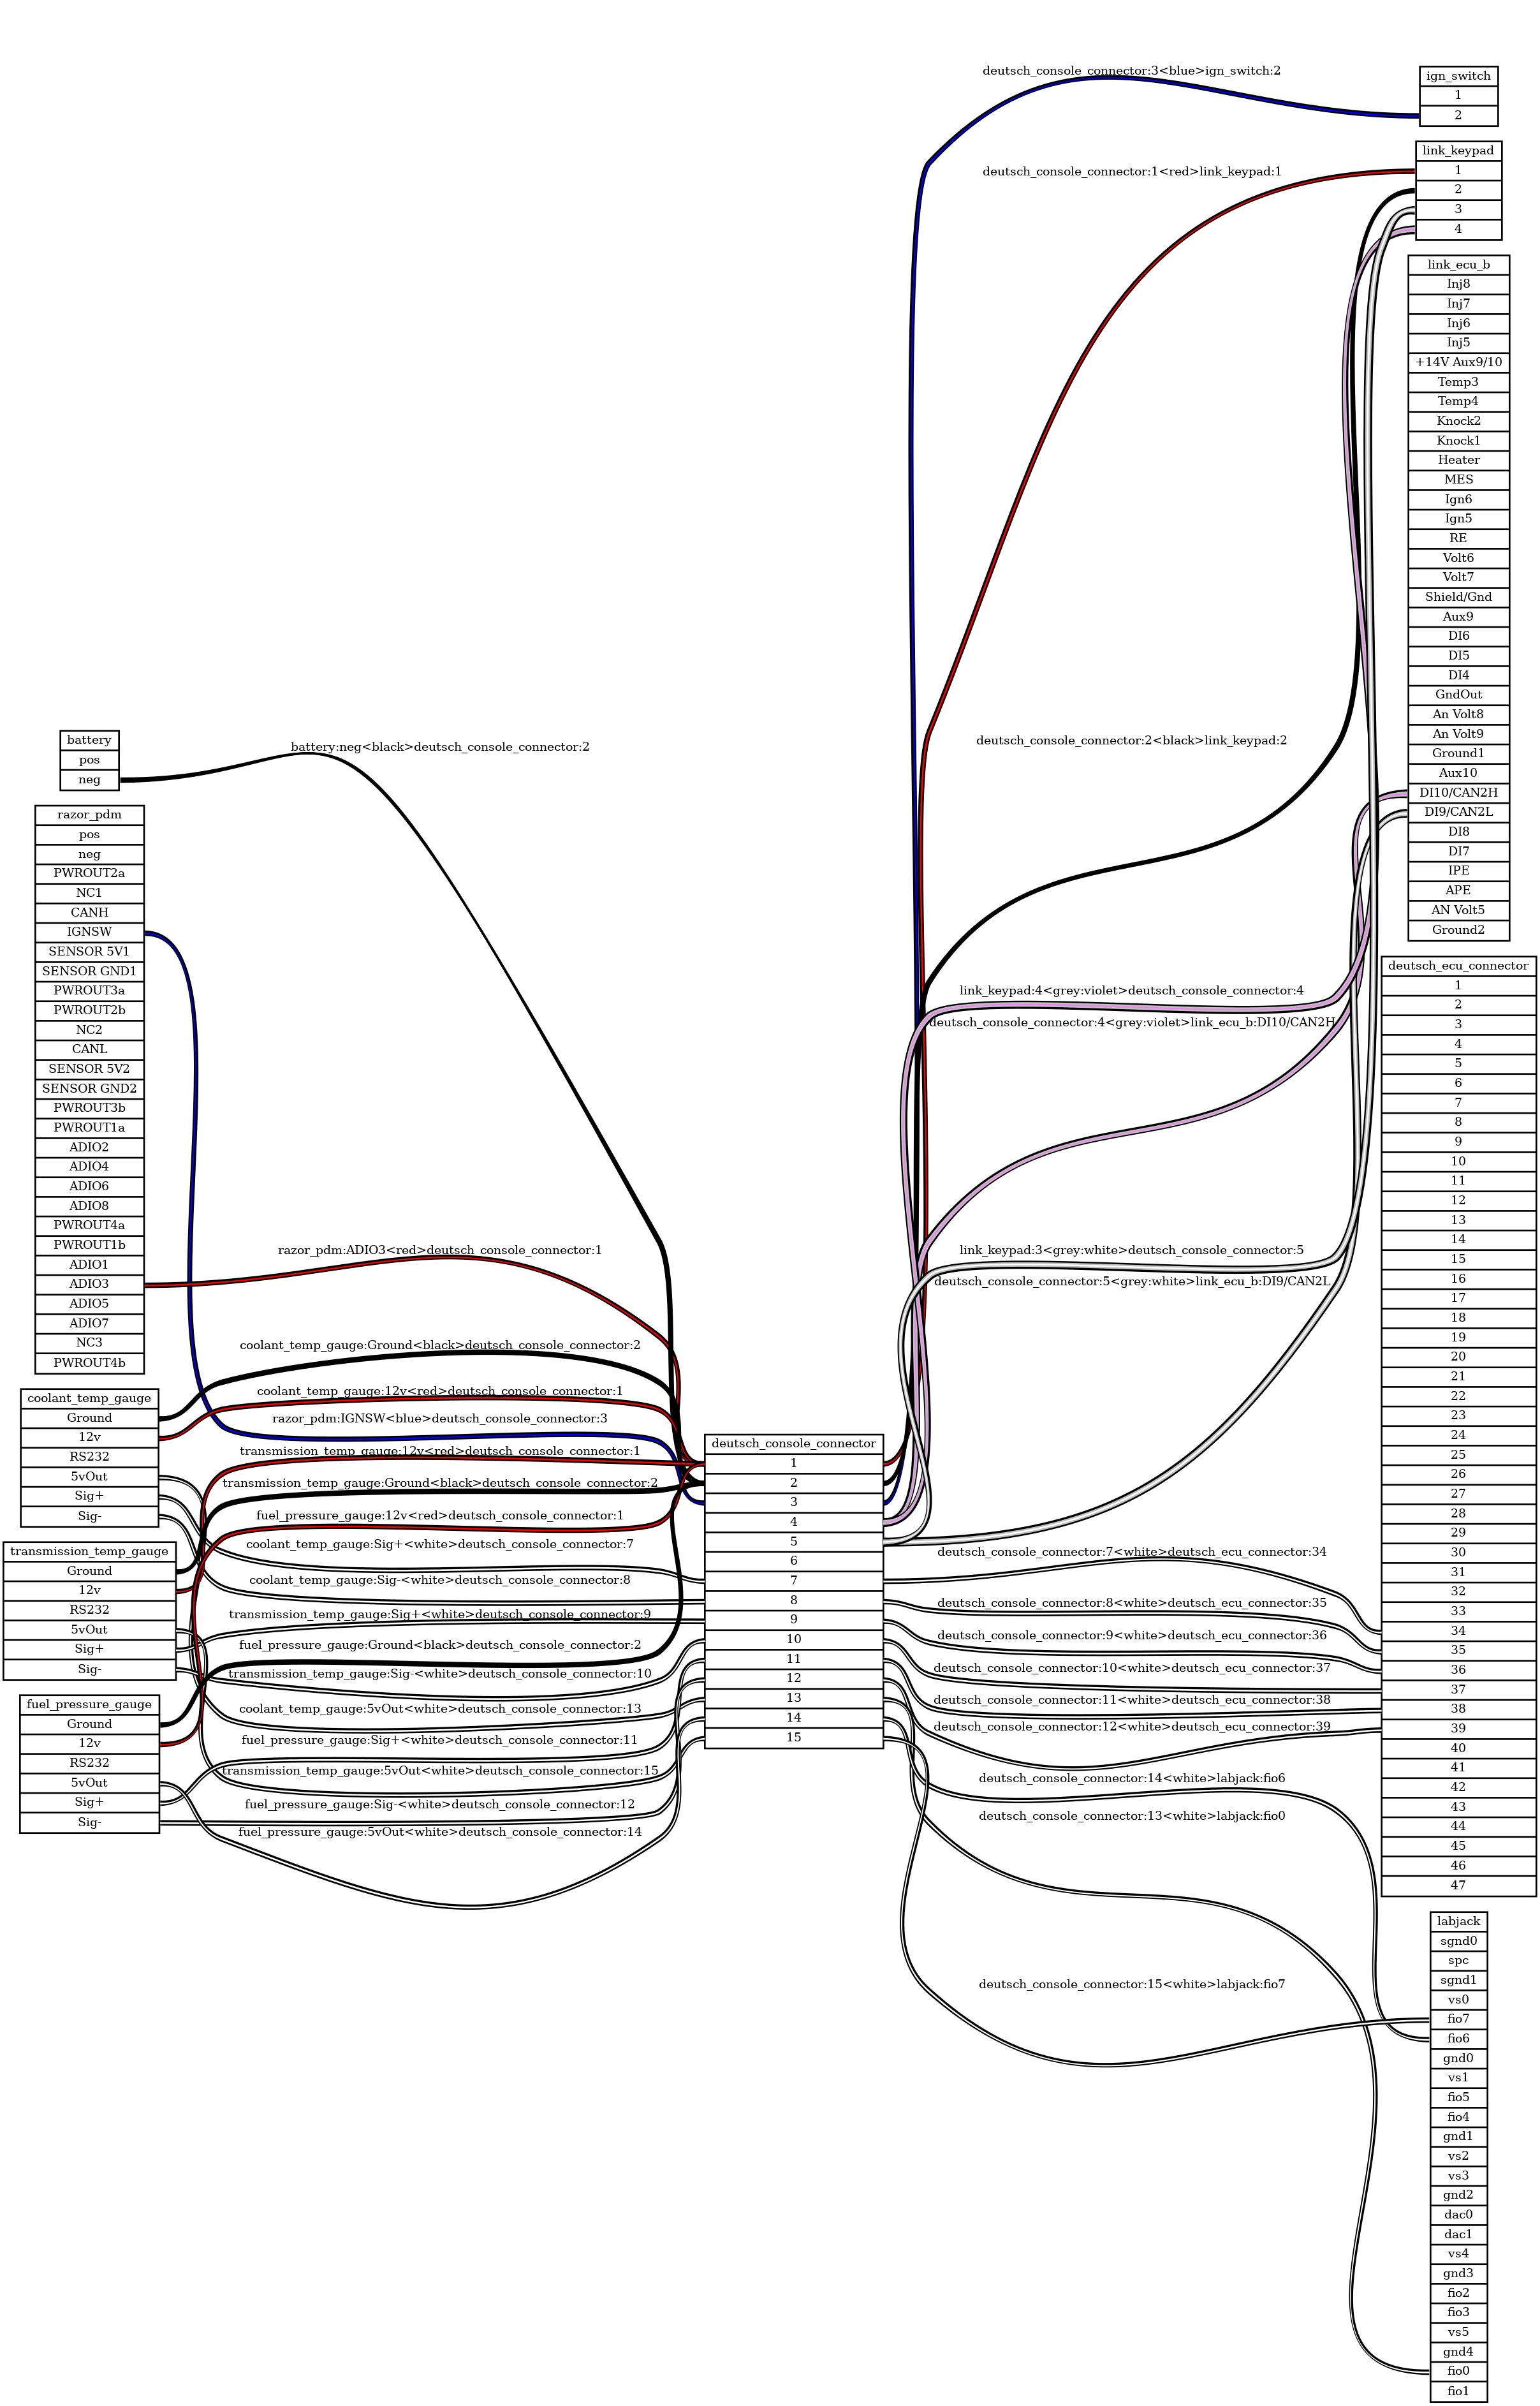 battery
pos
neg
razor_pdm
pos
neg
PWROUT2a
NC1
CANH
IGNSW
SENSOR 5V1
SENSOR GND1
PWROUT3a
PWROUT2b
NC2
CANL
SENSOR 5V2
SENSOR GND2
PWROUT3b
PWROUT1a
ADIO2
ADIO4
ADIO6
ADIO8
PWROUT4a
PWROUT1b
ADIO1
ADIO3
ADIO5
ADIO7
NC3
PWROUT4b
coolant_temp_gauge
Ground
12v
RS232
5vOut
Sig+
Sig-
transmission_temp_gauge
Ground
12v
RS232
5vOut
Sig+
Sig-
fuel_pressure_gauge
Ground
12v
RS232
5vOut
Sig+
Sig-
battery:neg<black>deutsch_console_connector:2
razor_pdm:ADIO3<red>deutsch_console_connector:1
coolant_temp_gauge:Ground<black>deutsch_console_connector:2
coolant_temp_gauge:12v<red>deutsch_console_connector:1
razor_pdm:IGNSW<blue>deutsch_console_connector:3
transmission_temp_gauge:12v<red>deutsch_console_connector:1
transmission_temp_gauge:Ground<black>deutsch_console_connector:2
fuel_pressure_gauge:12v<red>deutsch_console_connector:1
coolant_temp_gauge:Sig+<white>deutsch_console_connector:7
coolant_temp_gauge:Sig-<white>deutsch_console_connector:8
transmission_temp_gauge:Sig+<white>deutsch_console_connector:9
fuel_pressure_gauge:Ground<black>deutsch_console_connector:2
transmission_temp_gauge:Sig-<white>deutsch_console_connector:10
coolant_temp_gauge:5vOut<white>deutsch_console_connector:13
fuel_pressure_gauge:Sig+<white>deutsch_console_connector:11
transmission_temp_gauge:5vOut<white>deutsch_console_connector:15
fuel_pressure_gauge:Sig-<white>deutsch_console_connector:12
fuel_pressure_gauge:5vOut<white>deutsch_console_connector:14
deutsch_console_connector
1
2
3
4
5
6
7
8
9
10
11
12
13
14
15
deutsch_console_connector:3<blue>ign_switch:2
deutsch_console_connector:1<red>link_keypad:1
deutsch_console_connector:2<black>link_keypad:2
link_keypad:4<grey:violet>deutsch_console_connector:4
deutsch_console_connector:4<grey:violet>link_ecu_b:DI10/CAN2H
link_keypad:3<grey:white>deutsch_console_connector:5
deutsch_console_connector:5<grey:white>link_ecu_b:DI9/CAN2L
deutsch_console_connector:7<white>deutsch_ecu_connector:34
deutsch_console_connector:8<white>deutsch_ecu_connector:35
deutsch_console_connector:9<white>deutsch_ecu_connector:36
deutsch_console_connector:10<white>deutsch_ecu_connector:37
deutsch_console_connector:11<white>deutsch_ecu_connector:38
deutsch_console_connector:12<white>deutsch_ecu_connector:39
deutsch_console_connector:14<white>labjack:fio6
deutsch_console_connector:13<white>labjack:fio0
deutsch_console_connector:15<white>labjack:fio7
ign_switch
1
2
link_keypad
1
2
3
4
link_ecu_b
Inj8
Inj7
Inj6
Inj5
+14V Aux9/10
Temp3
Temp4
Knock2
Knock1
Heater
MES
Ign6
Ign5
RE
Volt6
Volt7
Shield/Gnd
Aux9
DI6
DI5
DI4
GndOut
An Volt8
An Volt9
Ground1
Aux10
DI10/CAN2H
DI9/CAN2L
DI8
DI7
IPE
APE
AN Volt5
Ground2
deutsch_ecu_connector
1
2
3
4
5
6
7
8
9
10
11
12
13
14
15
16
17
18
19
20
21
22
23
24
25
26
27
28
29
30
31
32
33
34
35
36
37
38
39
40
41
42
43
44
45
46
47
labjack
sgnd0
spc
sgnd1
vs0
fio7
fio6
gnd0
vs1
fio5
fio4
gnd1
vs2
vs3
gnd2
dac0
dac1
vs4
gnd3
fio2
fio3
vs5
gnd4
fio0
fio1